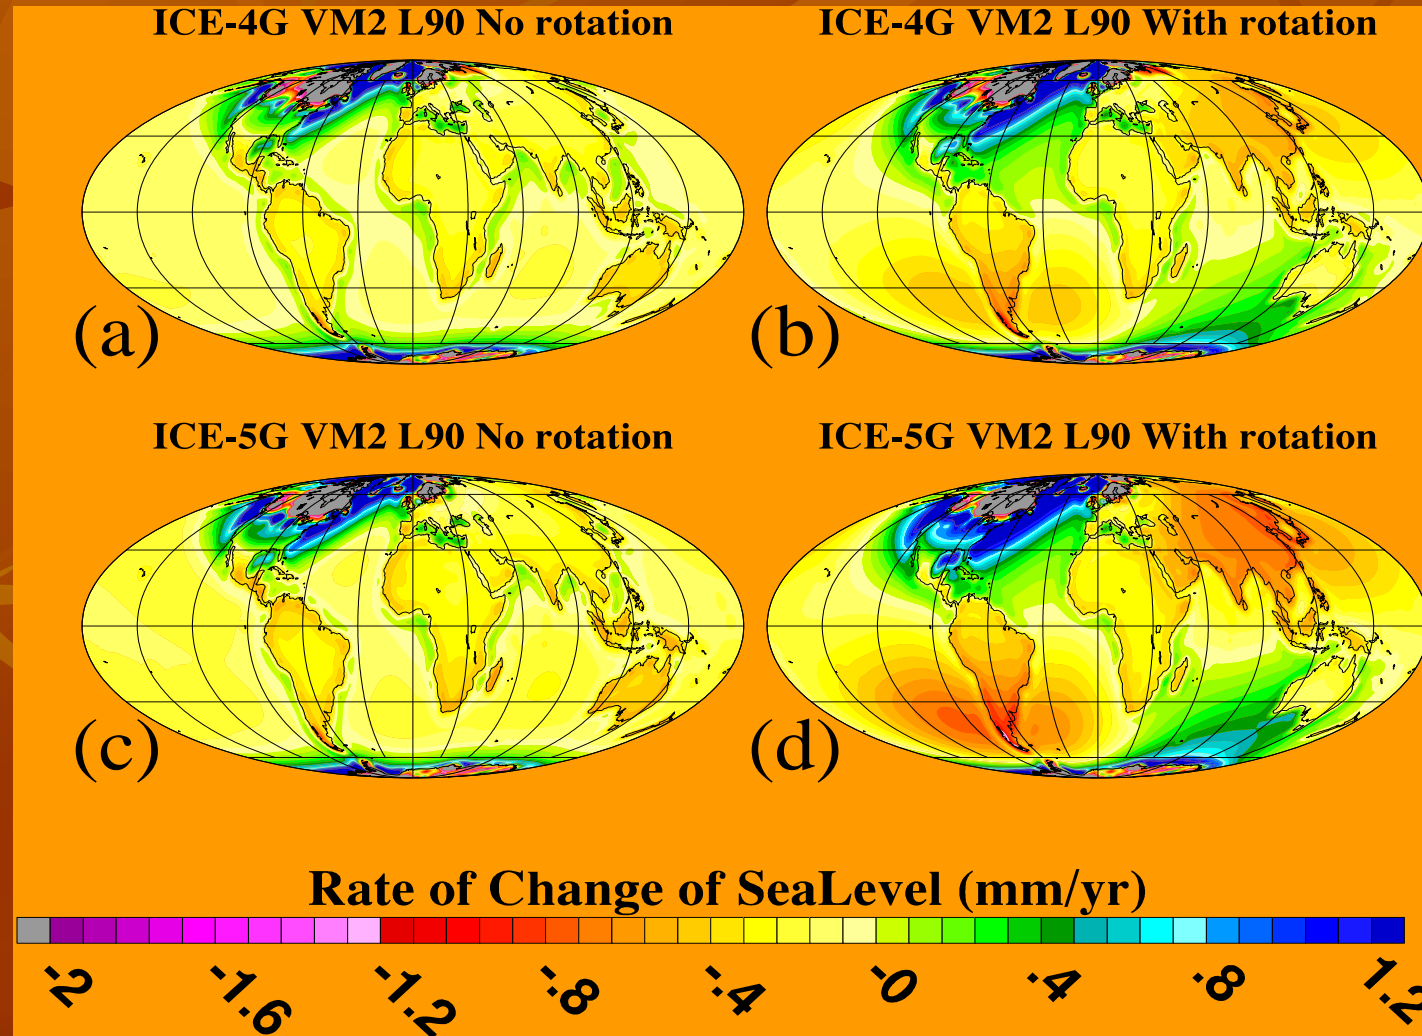 ICE-4G VM2 L90 No rotation
ICE-4G VM2 L90 With rotation
(a)
(b)
ICE-5G VM2 L90 No rotation
ICE-5G VM2 L90 With rotation
(c)
(d)
Rate of Change of SeaLevel (mm/yr)
-2 -1.6 -1.2 -.8 -.4 -0 .4 .8 1.2